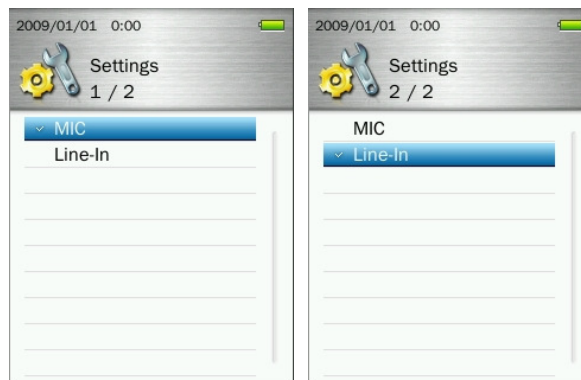 2009/01/01 0:00
Settings
1 / 2
MIC
Line-In
2009/01/01 0:00
Settings
2 / 2
MIC
Line-In